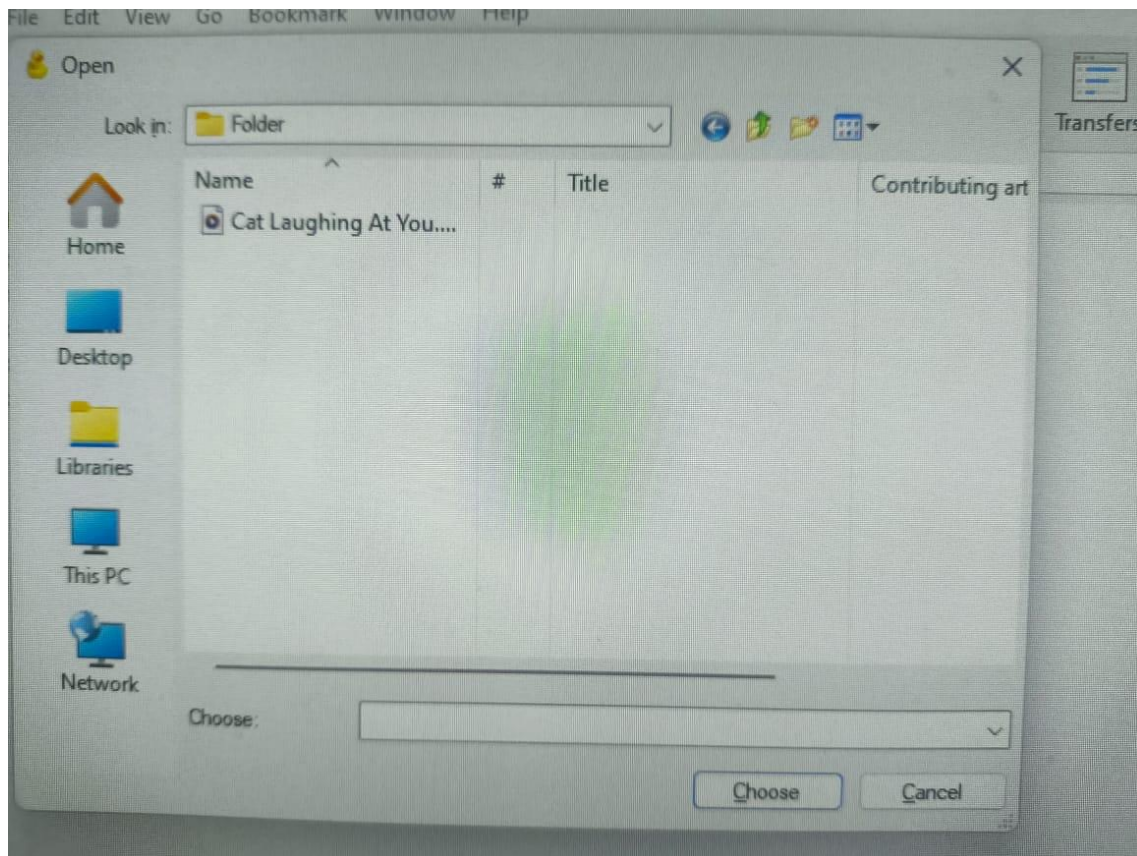 File Edit View Go Bookmark Window Help
Open
Transfers
Look in: Folder
Name # Title Contributing art
Cat Laughing At You....
Home
Desktop
Libraries
This PC
Network
Choose:
Choose Cancel